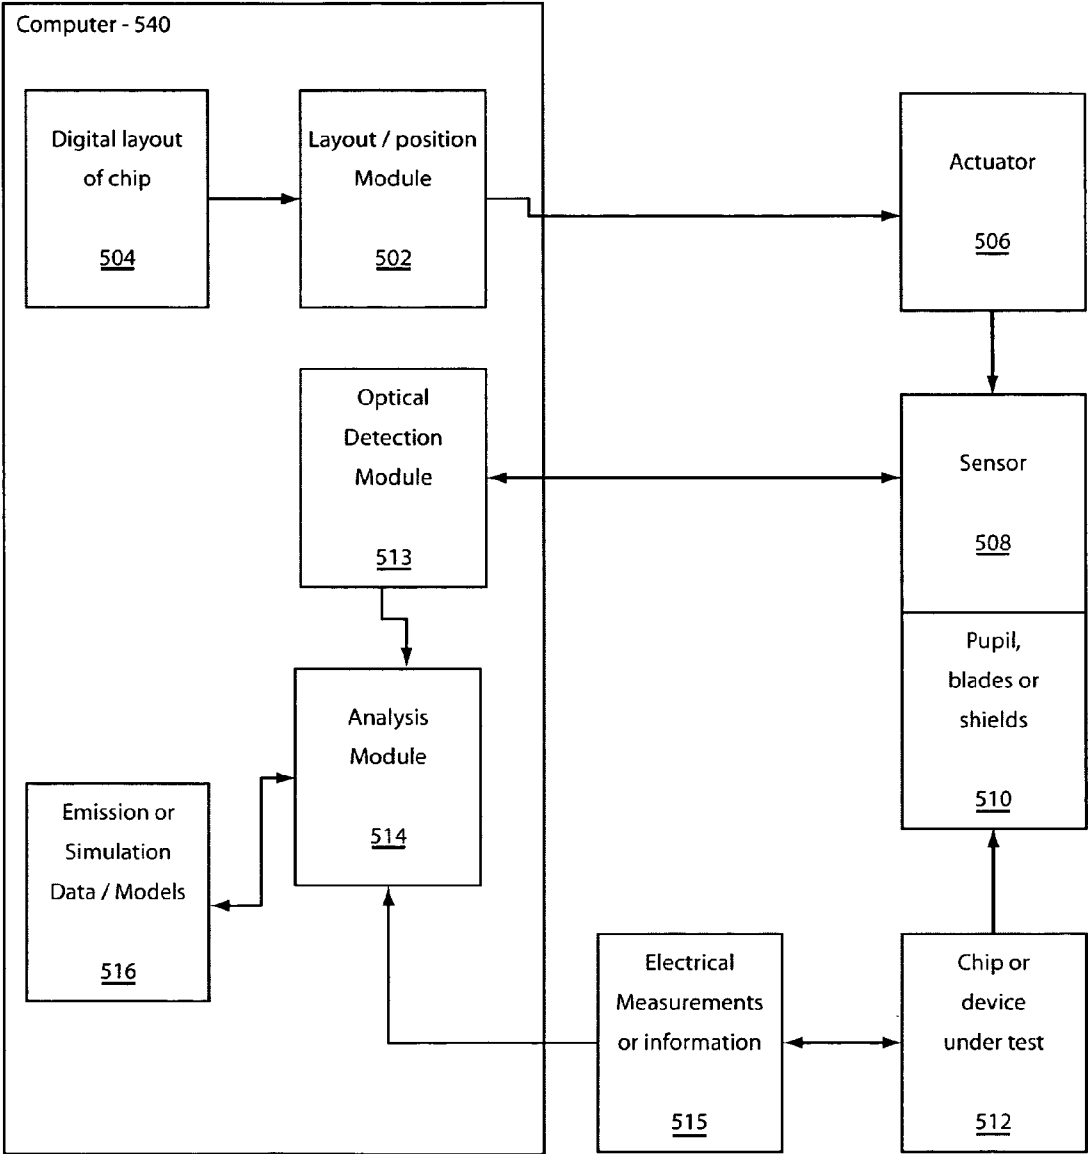 Computer - 540
Digital layout
of chip
504
Layout / position
Module
502
Actuator
506
Optical
Detection
Module
513
Sensor
508
Pupil,
blades or
shields
510
Analysis
Module
514
Emission or
Simulation
Data / Models
516
Electrical
Measurements
or information
515
Chip or
device
under test
512